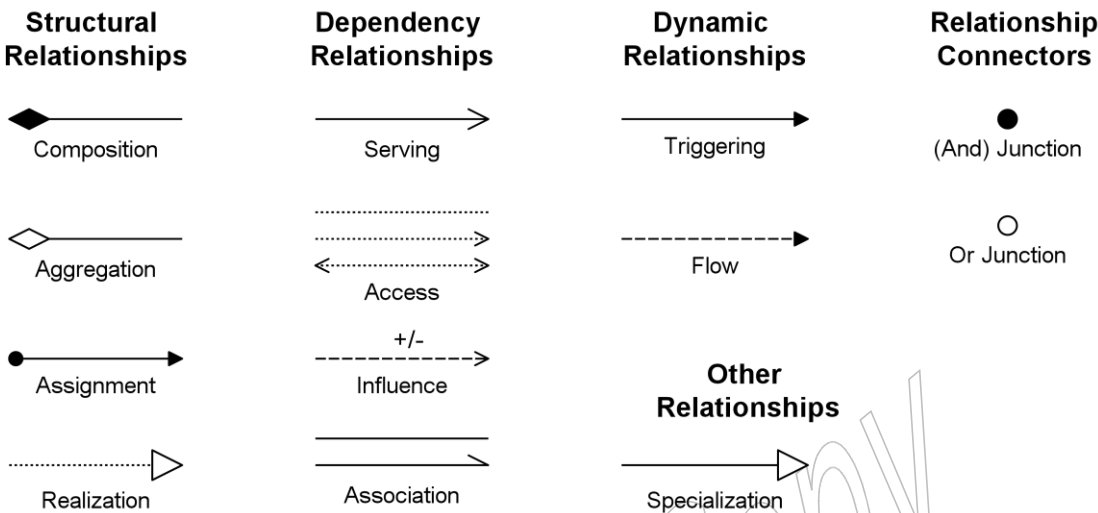 Structural
Relationships
Composition
Aggregation
Assignment
Realization
Dependency
Relationships
Serving
Access
+/-
Influence
Association
Dynamic
Relationships
Triggering
Flow
Other
Relationships
Specialization
Relationship
Connectors
(And) Junction
Or Junction